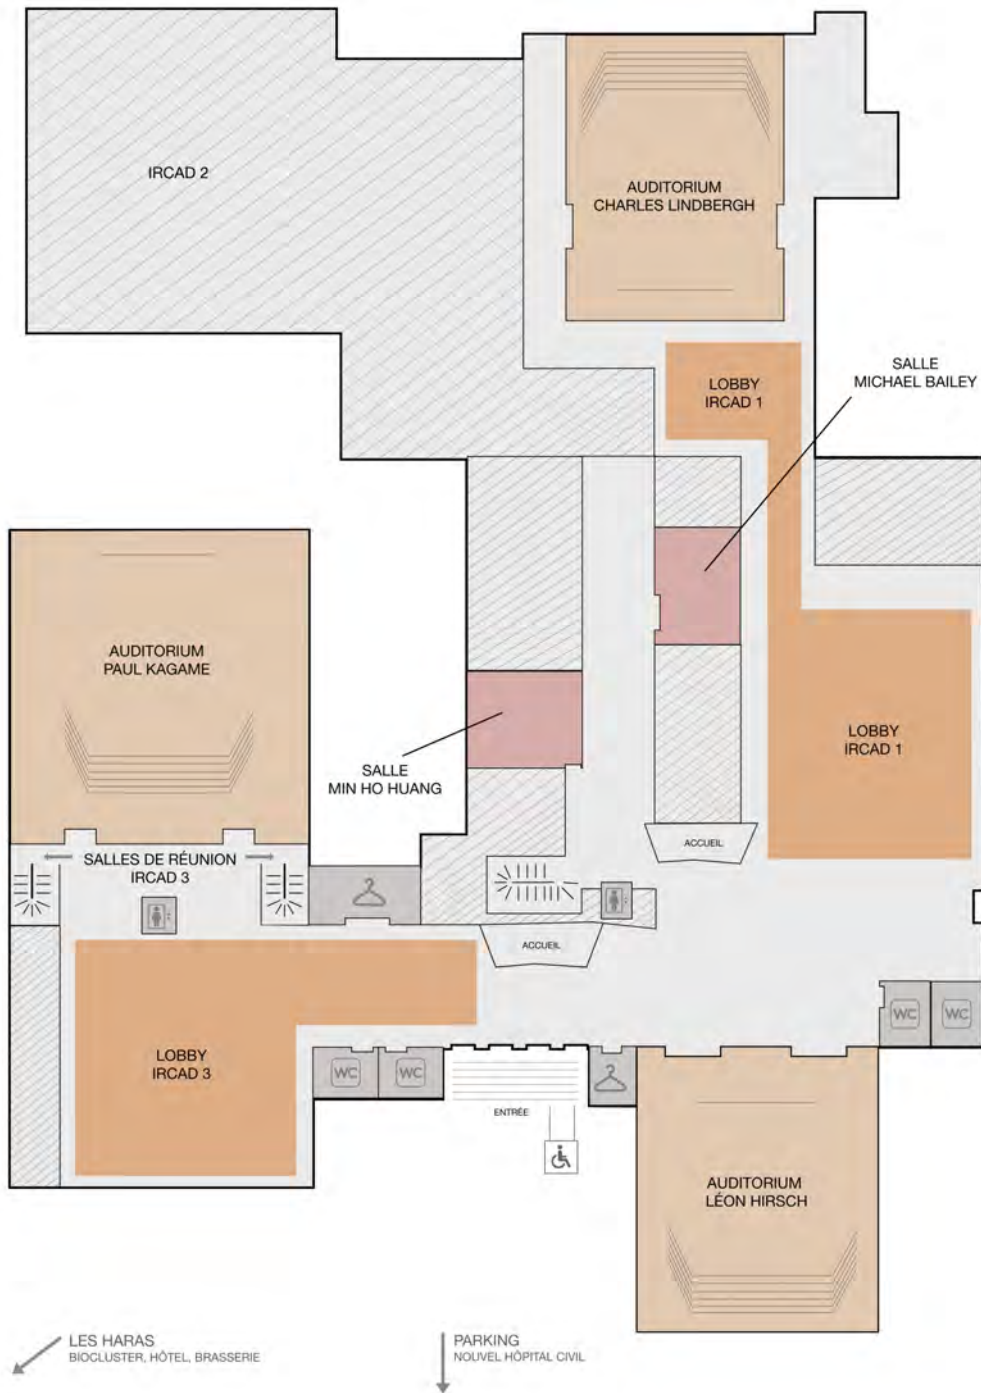 IRCAD 2
AUDITORIUM
CHARLES LINDBERGH
SALLE
MICHAEL BAILEY
LOBBY
IRCAD 1
AUDITORIUM
PAUL KAGAME
LOBBY
IRCAD 1
SALLE
MIN HO HUANG
ACCUEIL
SALLES DE RÉUNION
IRCAD 3
ACCUEIL
WC
WC
LOBBY
IRCAD 3
WC
WC
ENTRÉE
AUDITORIUM
LÉON HIRSCH
LES HARAS
BIOCLUSTER, HÔTEL, BRASSERIE
PARKING
NOUVEL HÔPITAL CIVIL